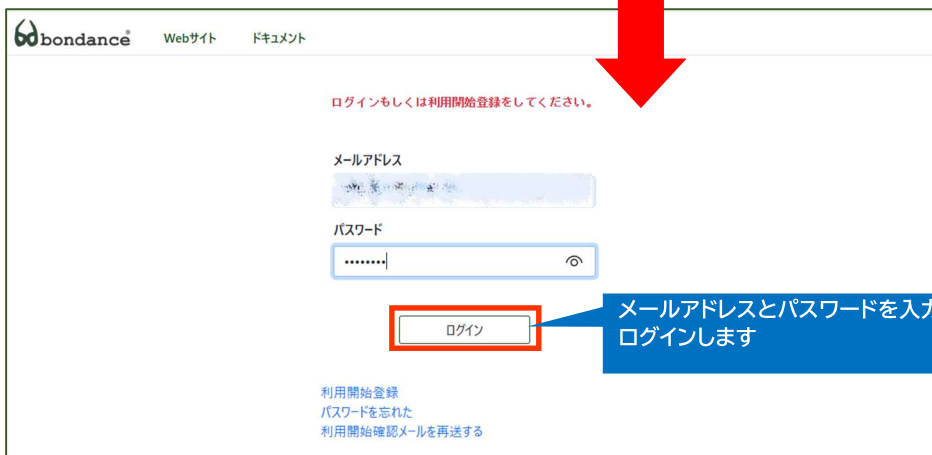 bondance Webサイト ドキュメント
ログインもしくは利用開始登録をしてください。
メールアドレス
パスワード
ログイン
メールアドレスとパスワードを入力
ログインします
利用開始登録
パスワードを忘れた
利用開始確認メールを再送する